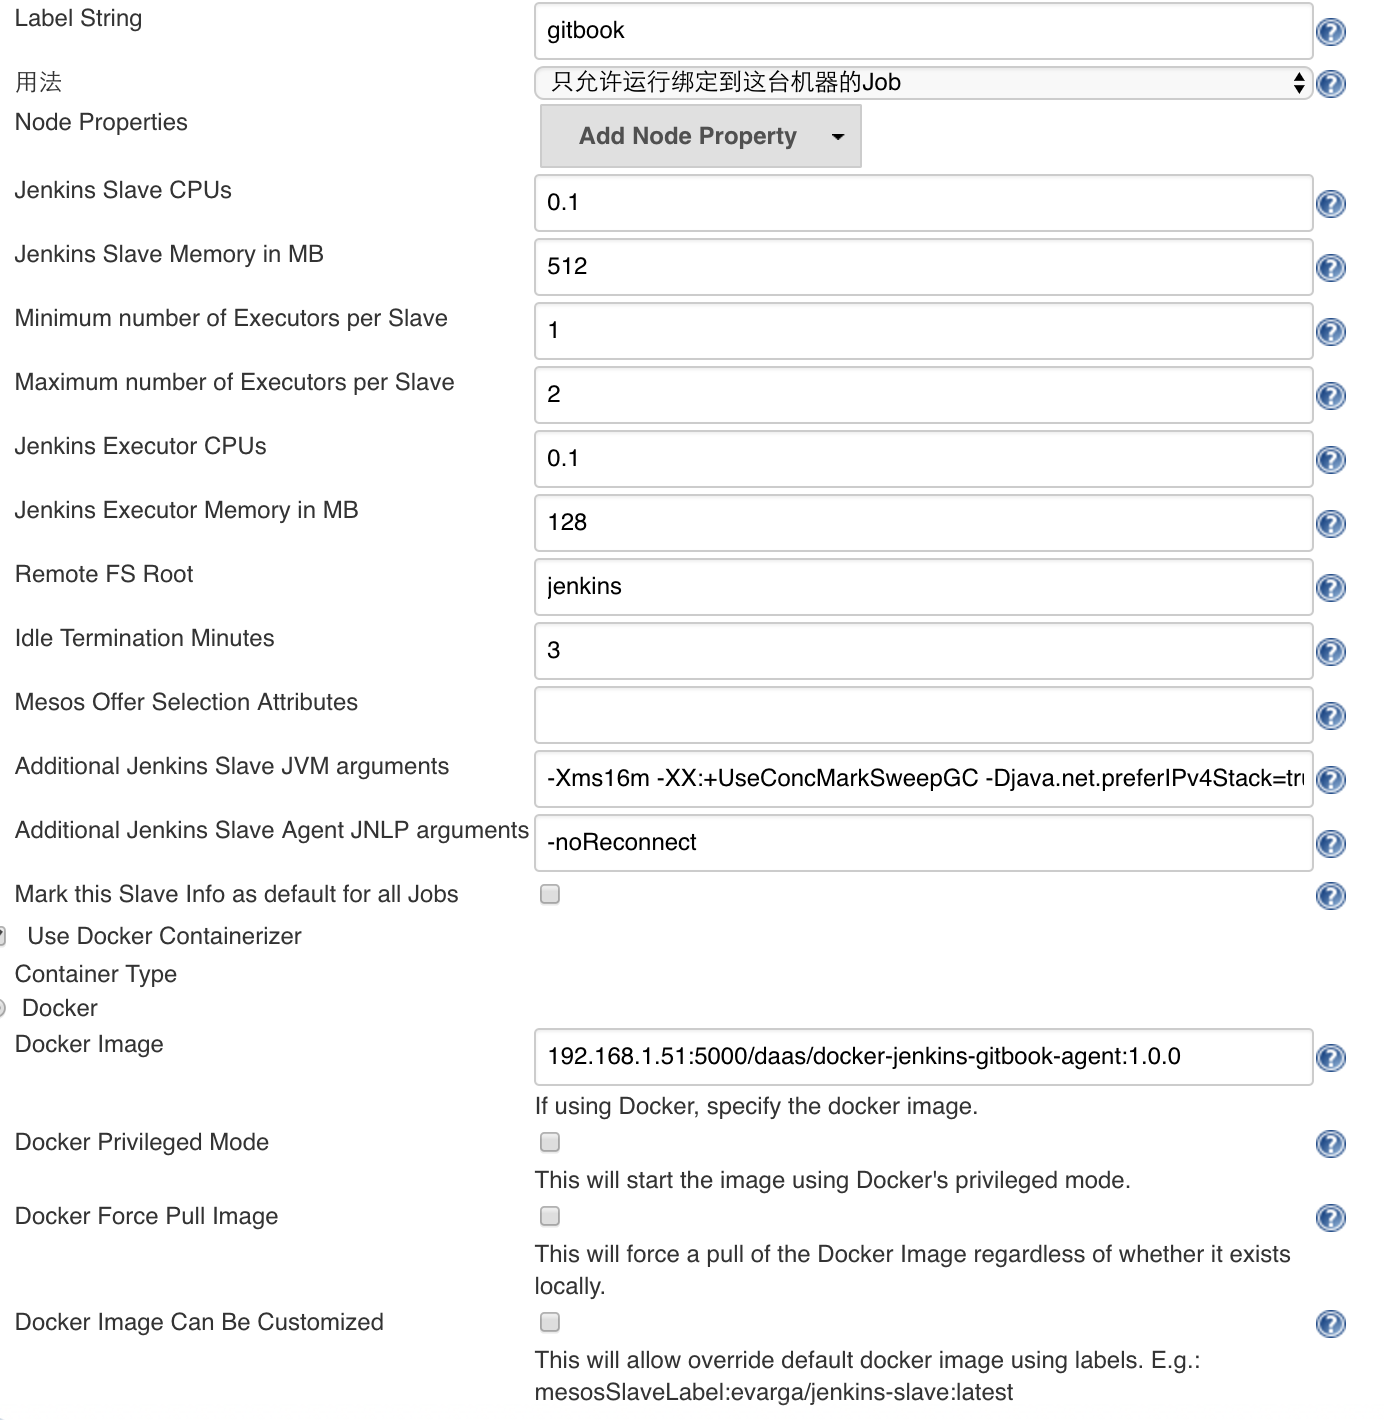 Label String
gitbook
用法
只允许运行绑定到这台机器的Job
Node Properties
Add Node Property
Jenkins Slave CPUs
0.1
Jenkins Slave Memory in MB
512
Minimum number of Executors per Slave
1
Maximum number of Executors per Slave
2
Jenkins Executor CPUs
0.1
Jenkins Executor Memory in MB
128
Remote FS Root
jenkins
Idle Termination Minutes
3
Mesos Offer Selection Attributes
Additional Jenkins Slave JVM arguments
-Xms16m -XX:+UseConcMarkSweepGC -Djava.net.preferIPv4Stack=tru
Additional Jenkins Slave Agent JNLP arguments
-noReconnect
Mark this Slave Info as default for all Jobs
Use Docker Containerizer
Container Type
Docker
Docker Image
192.168.1.51:5000/daas/docker-jenkins-gitbook-agent:1.0.0
If using Docker, specify the docker image.
Docker Privileged Mode
This will start the image using Docker's privileged mode.
Docker Force Pull Image
This will force a pull of the Docker Image regardless of whether it exists
locally.
Docker Image Can Be Customized
This will allow override default docker image using labels. E.g.:
mesosSlaveLabel:evarga/jenkins-slave:latest